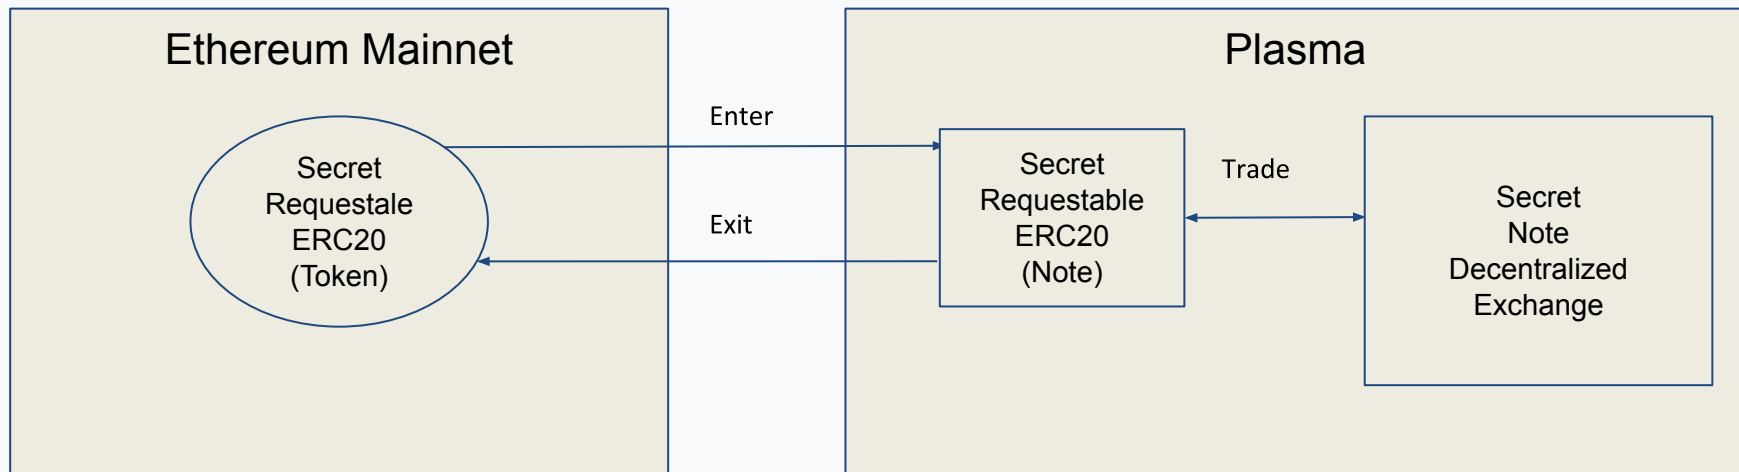 Ethereum Mainnet
Plasma
Secret
Requestale
ERC20
(Token)
Enter
Exit
Secret
Requestable
ERC20
(Note)
Trade
Secret
Note
Decentralized
Exchange